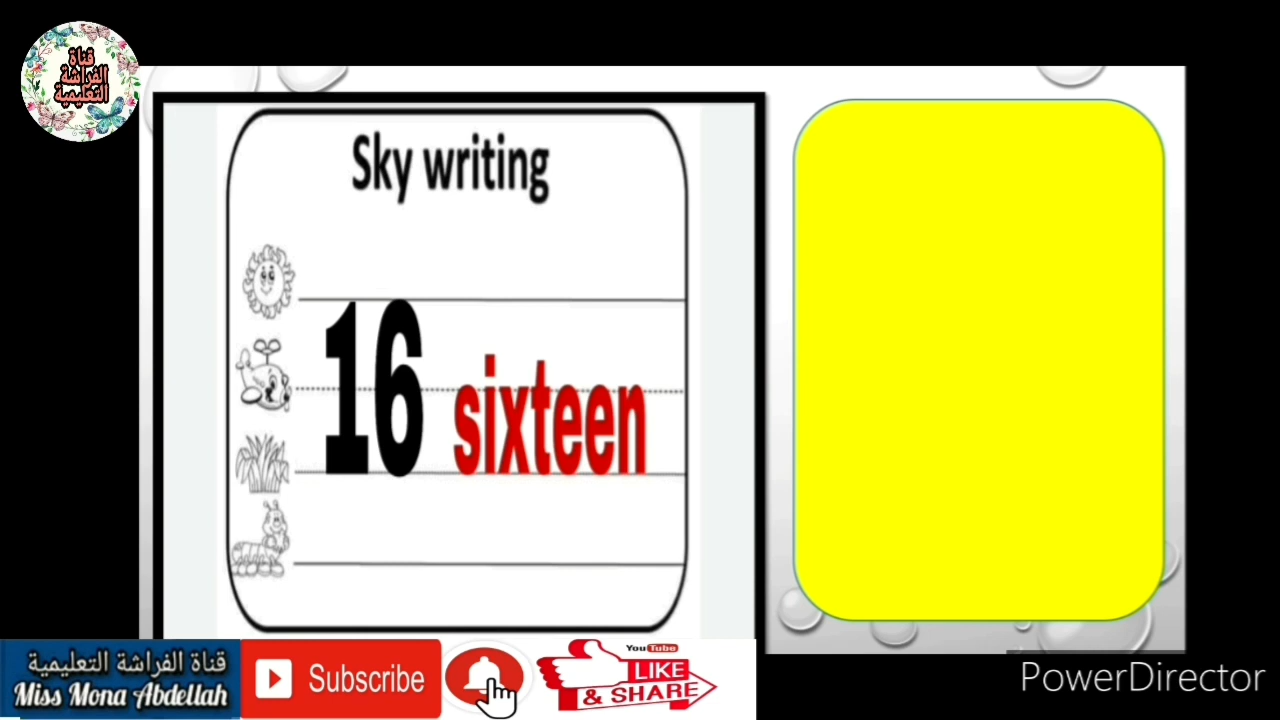 قناة
الفراشة
التعليمية
Sky writing
16 sixteen
قناة الفراشة التعليمية
Miss Mona Abdellah
Subscribe
YouTube
LIKE
& SHARE
PowerDirector